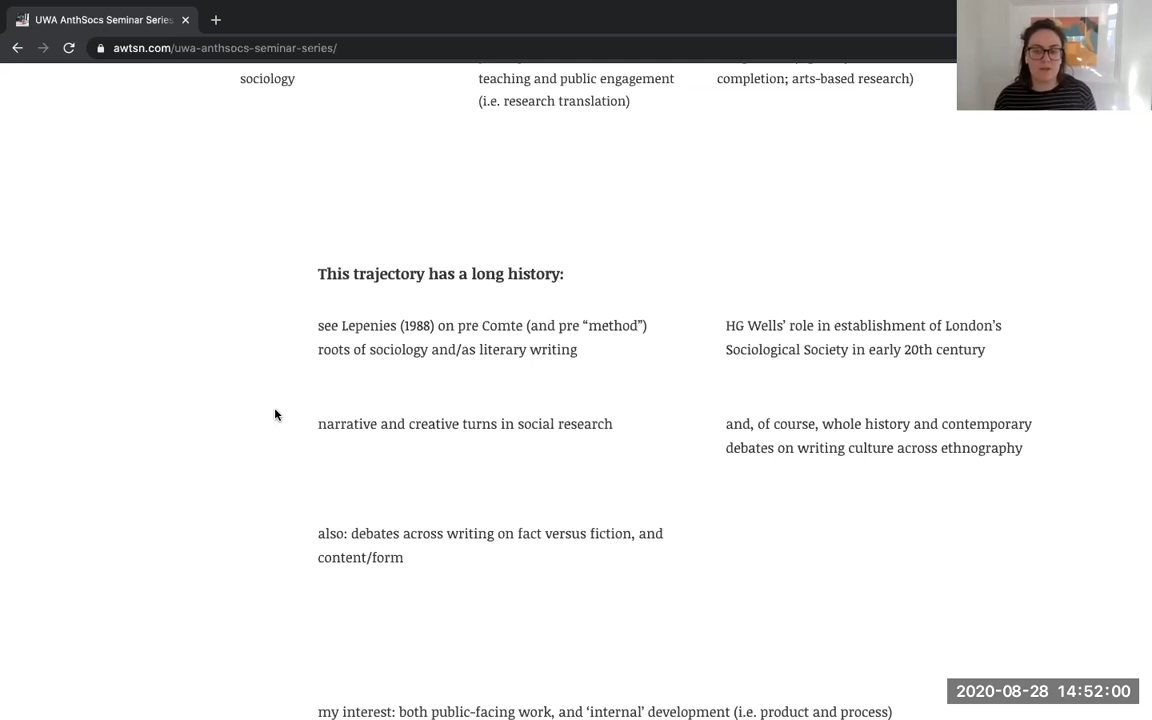 UWA AnthSocs Seminar Series
awtsn.com/uwa-anthsocs-seminar-series/
sociology
teaching and public engagement
(i.e. research translation)
completion; arts-based research)
This trajectory has a long history:
see Lepenies (1988) on pre Comte (and pre “method”)
roots of sociology and/as literary writing
HG Wells’ role in establishment of London’s
Sociological Society in early 20th century
narrative and creative turns in social research
and, of course, whole history and contemporary
debates on writing culture across ethnography
also: debates across writing on fact versus fiction, and
content/form
2020-08-28 14:52:00
my interest: both public-facing work, and ‘internal’ development (i.e. product and process)